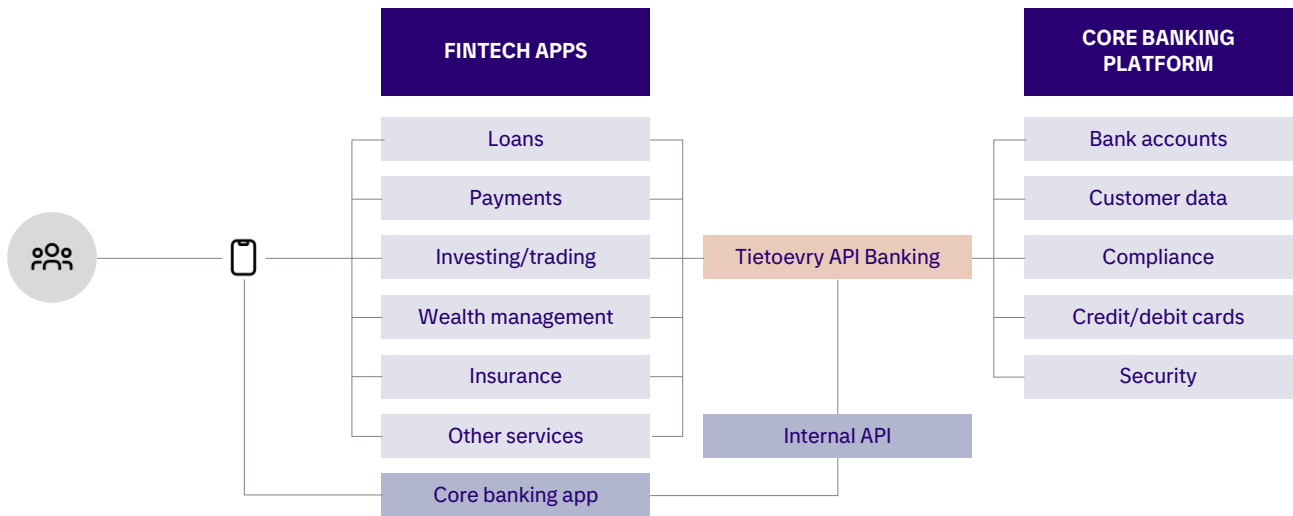 FINTECH APPS
Loans
Payments
Investing/trading
Wealth management
Insurance
Other services
Core banking app
Tietoevry API Banking
Internal API
CORE BANKING
PLATFORM
Bank accounts
Customer data
Compliance
Credit/debit cards
Security